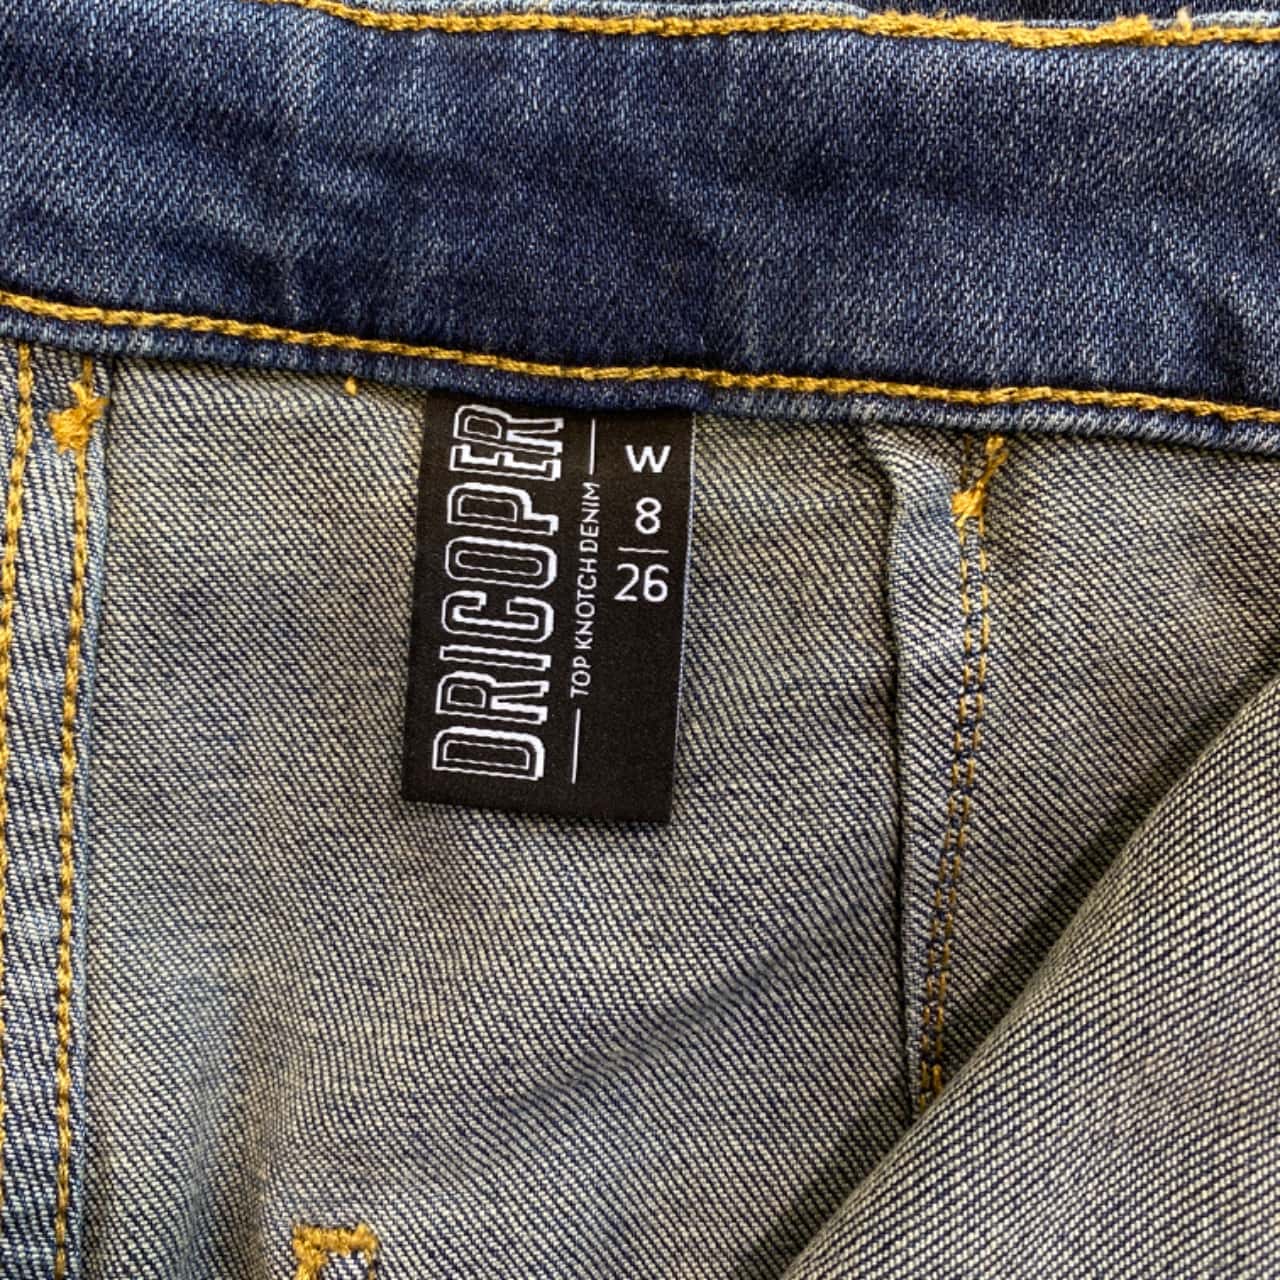 DRICOPER
TOP KNOTCH DENIM
W
8
26